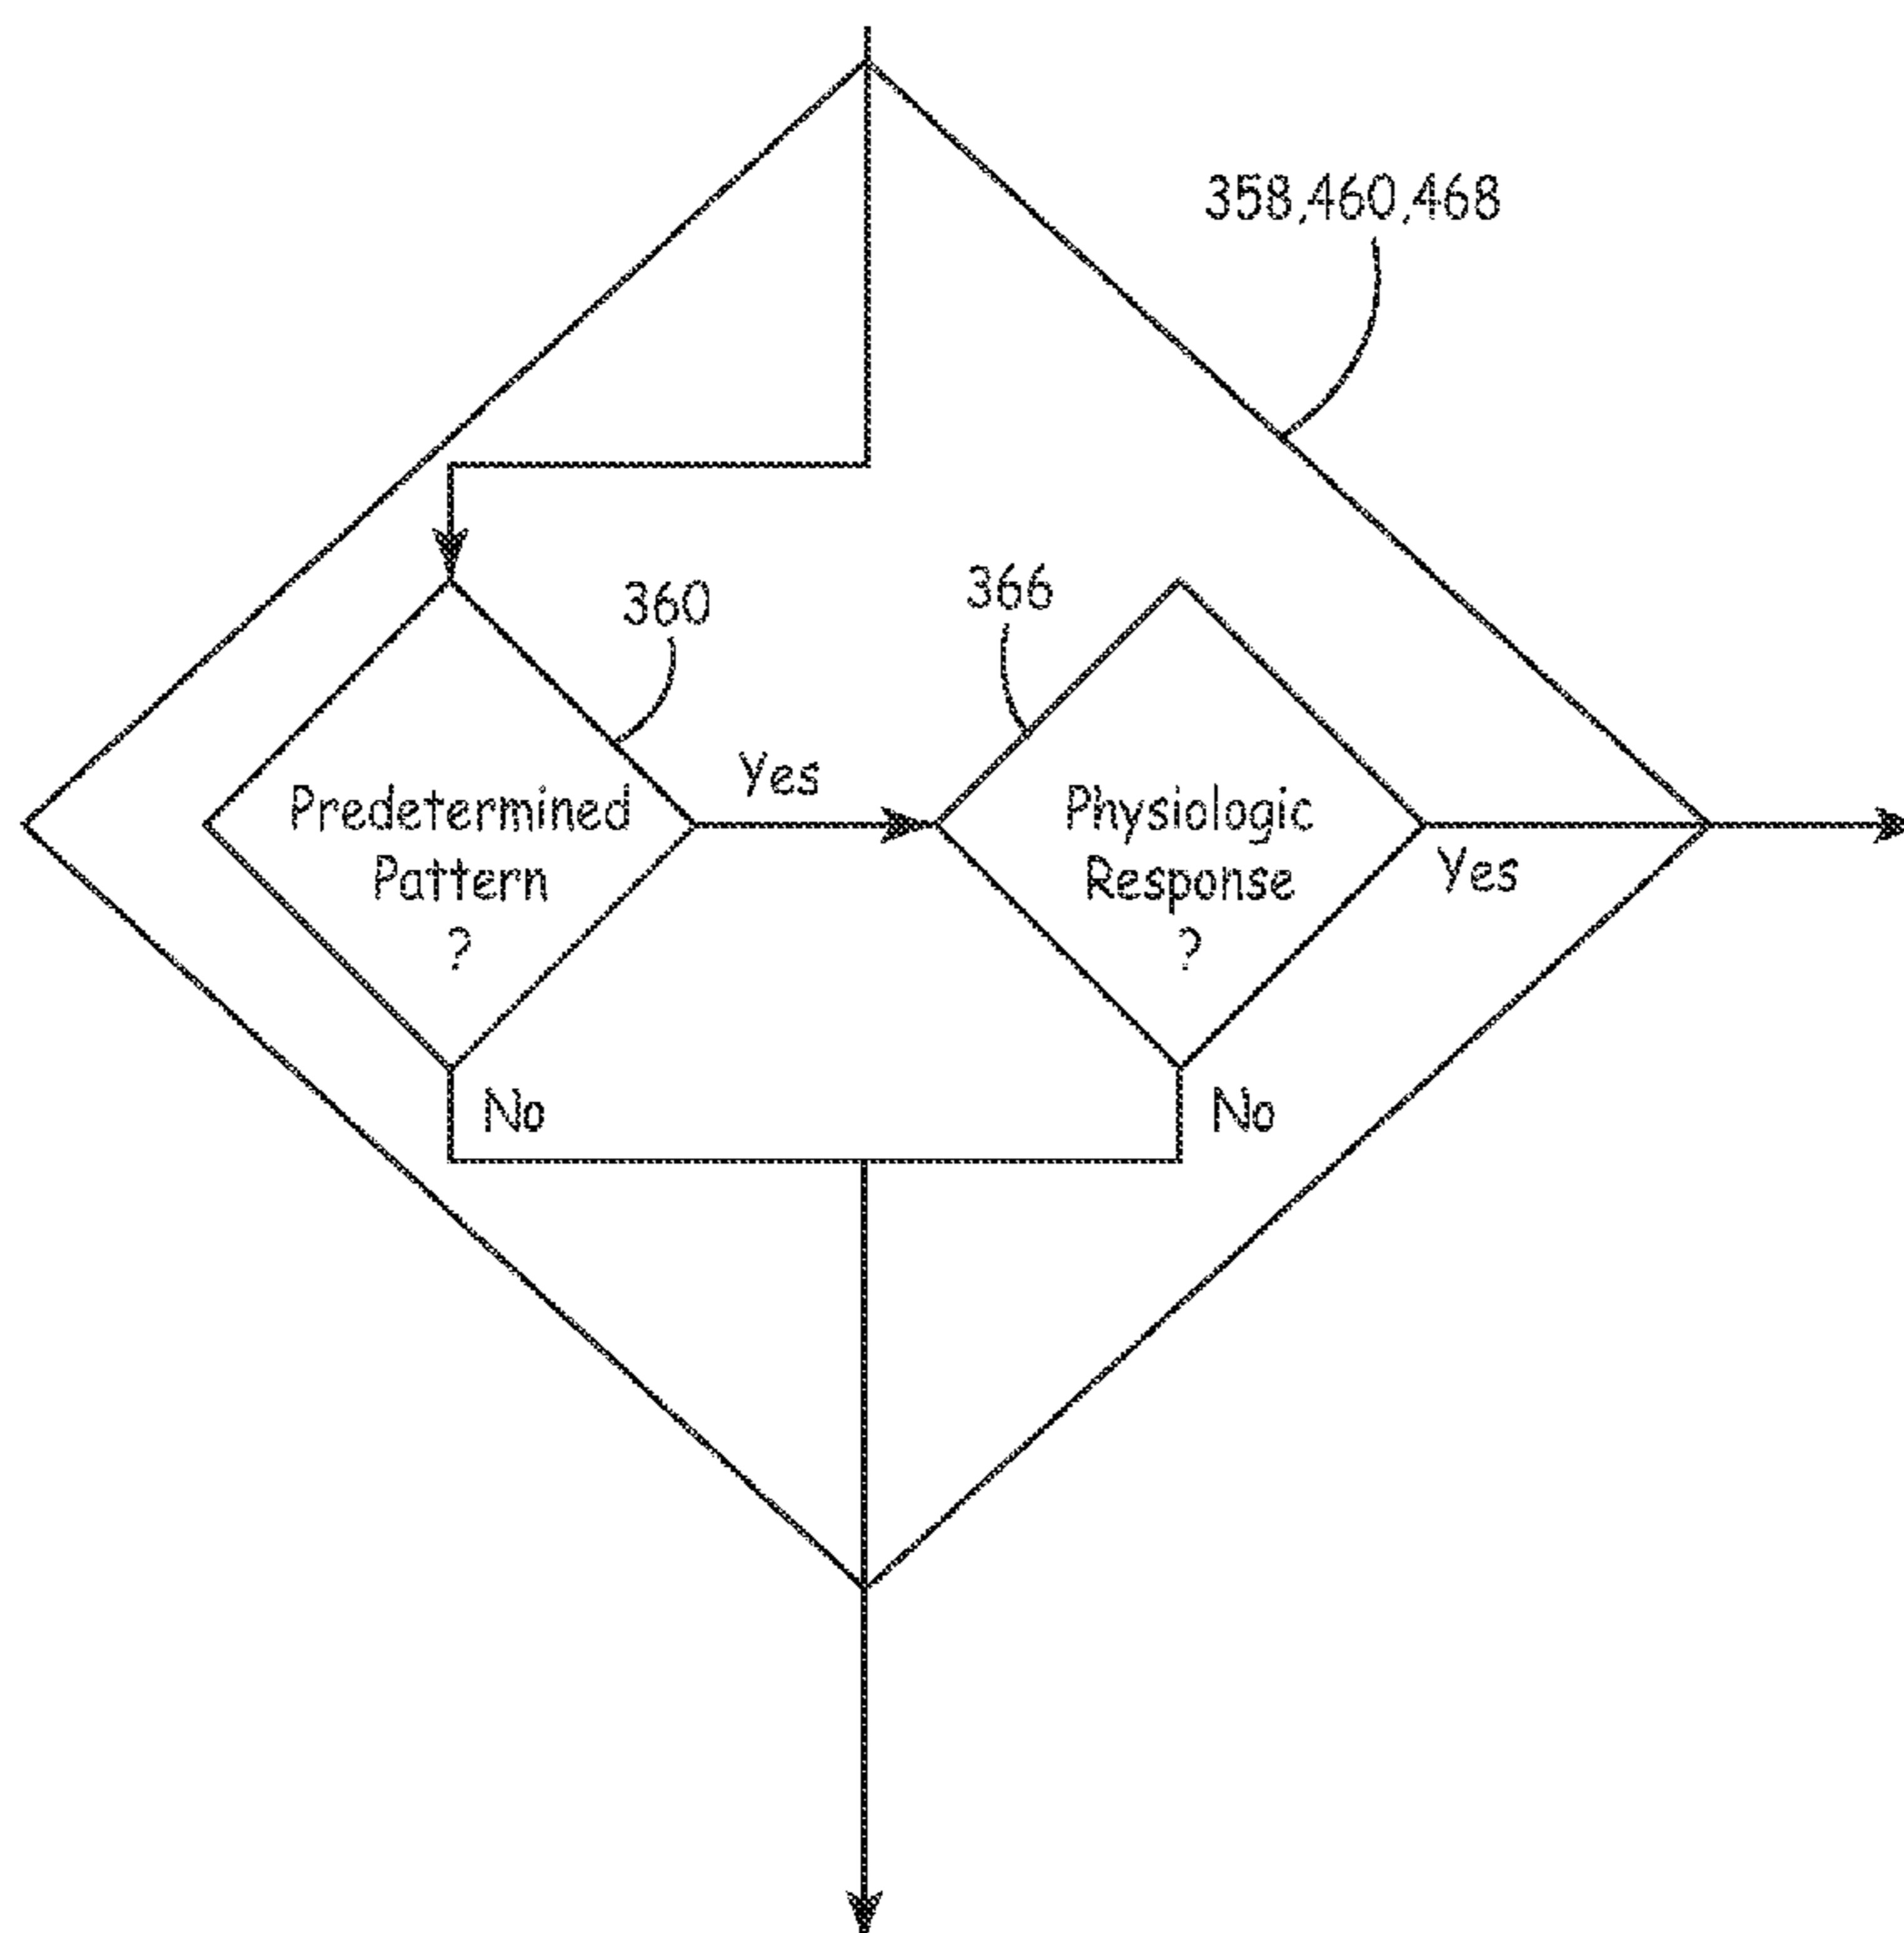 358,460,468
360
366
Yes
Predetermined
Pattern
?
Physiologic
Response
?
Yes
No
No